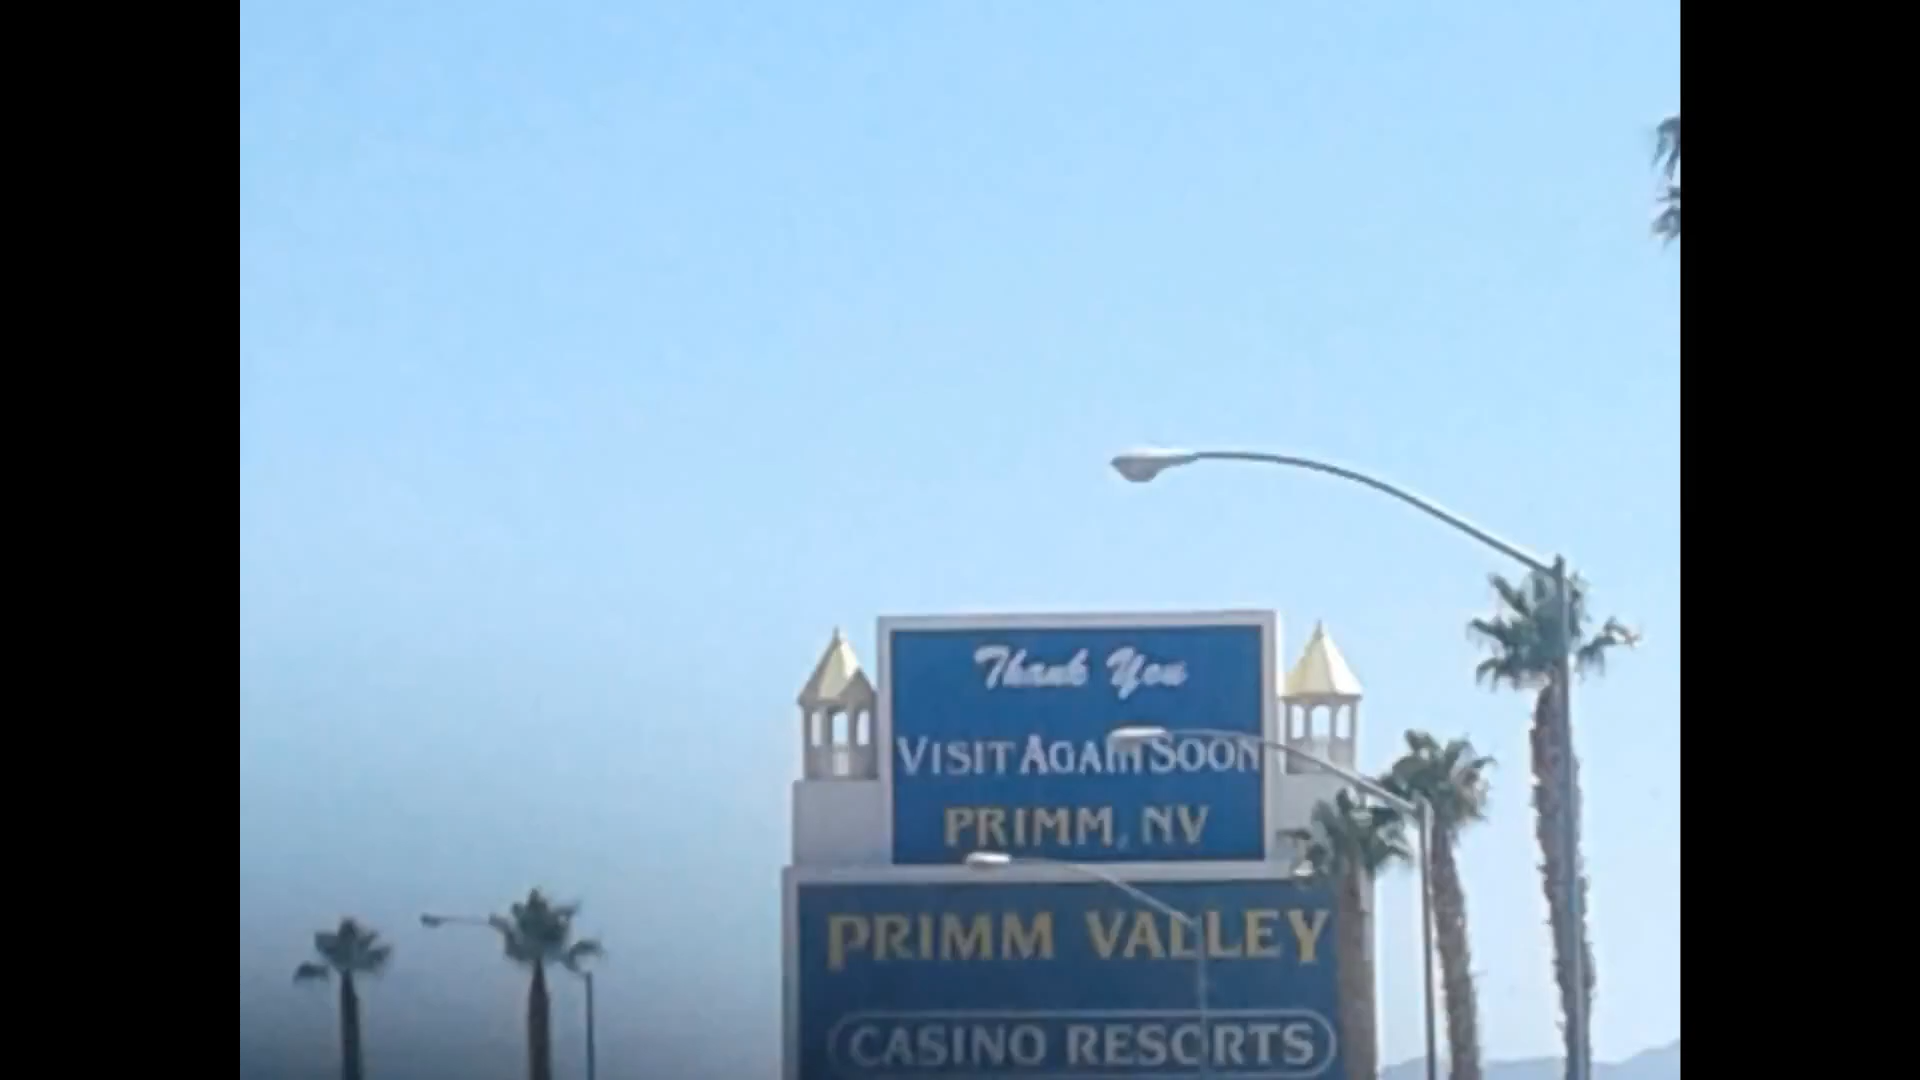 Thank You
VISIT AGAIN SOON
PRIMM, NV
PRIMM VALLEY
CASINO RESORTS